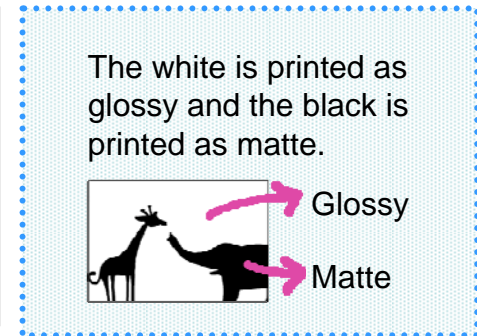 The white is printed as
glossy and the black is
printed as matte.
Glossy
Matte